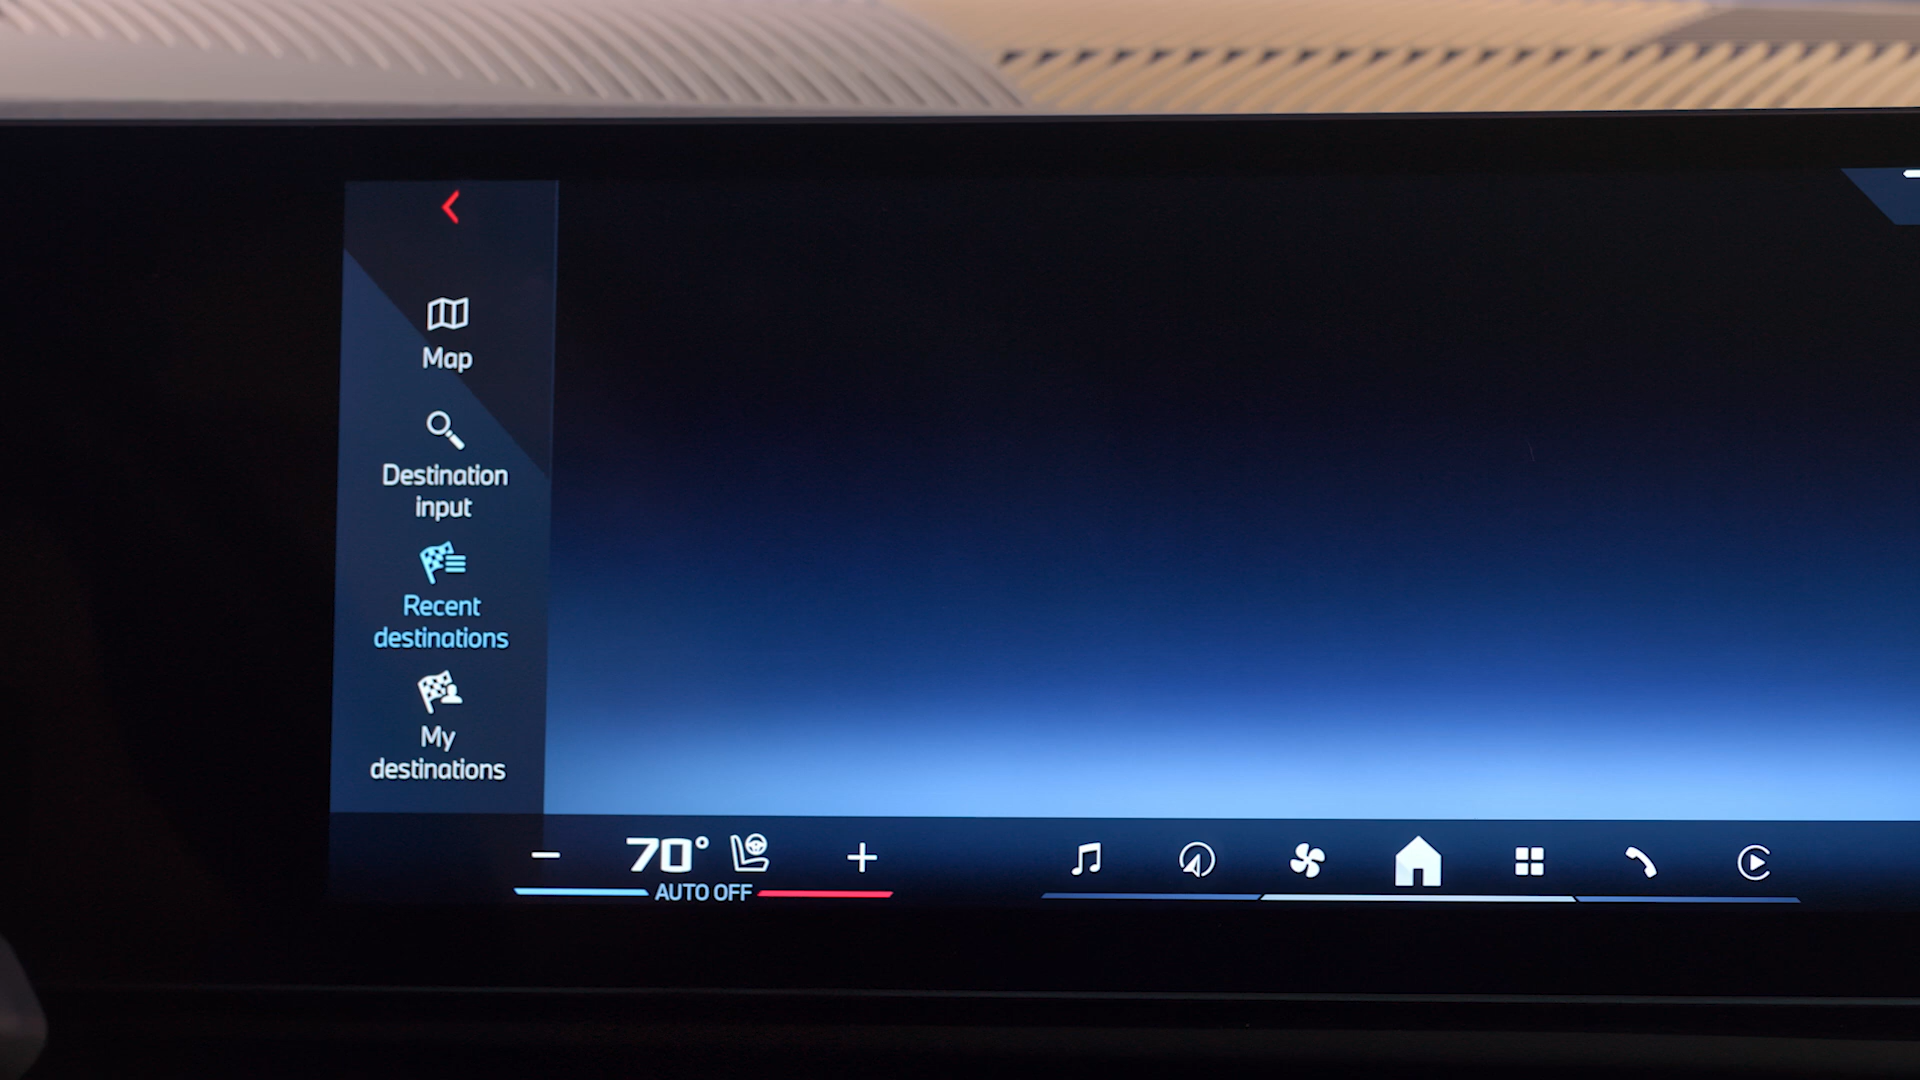 Map
Destination
input
Recent
destinations
My
destinations
70°
AUTO OFF